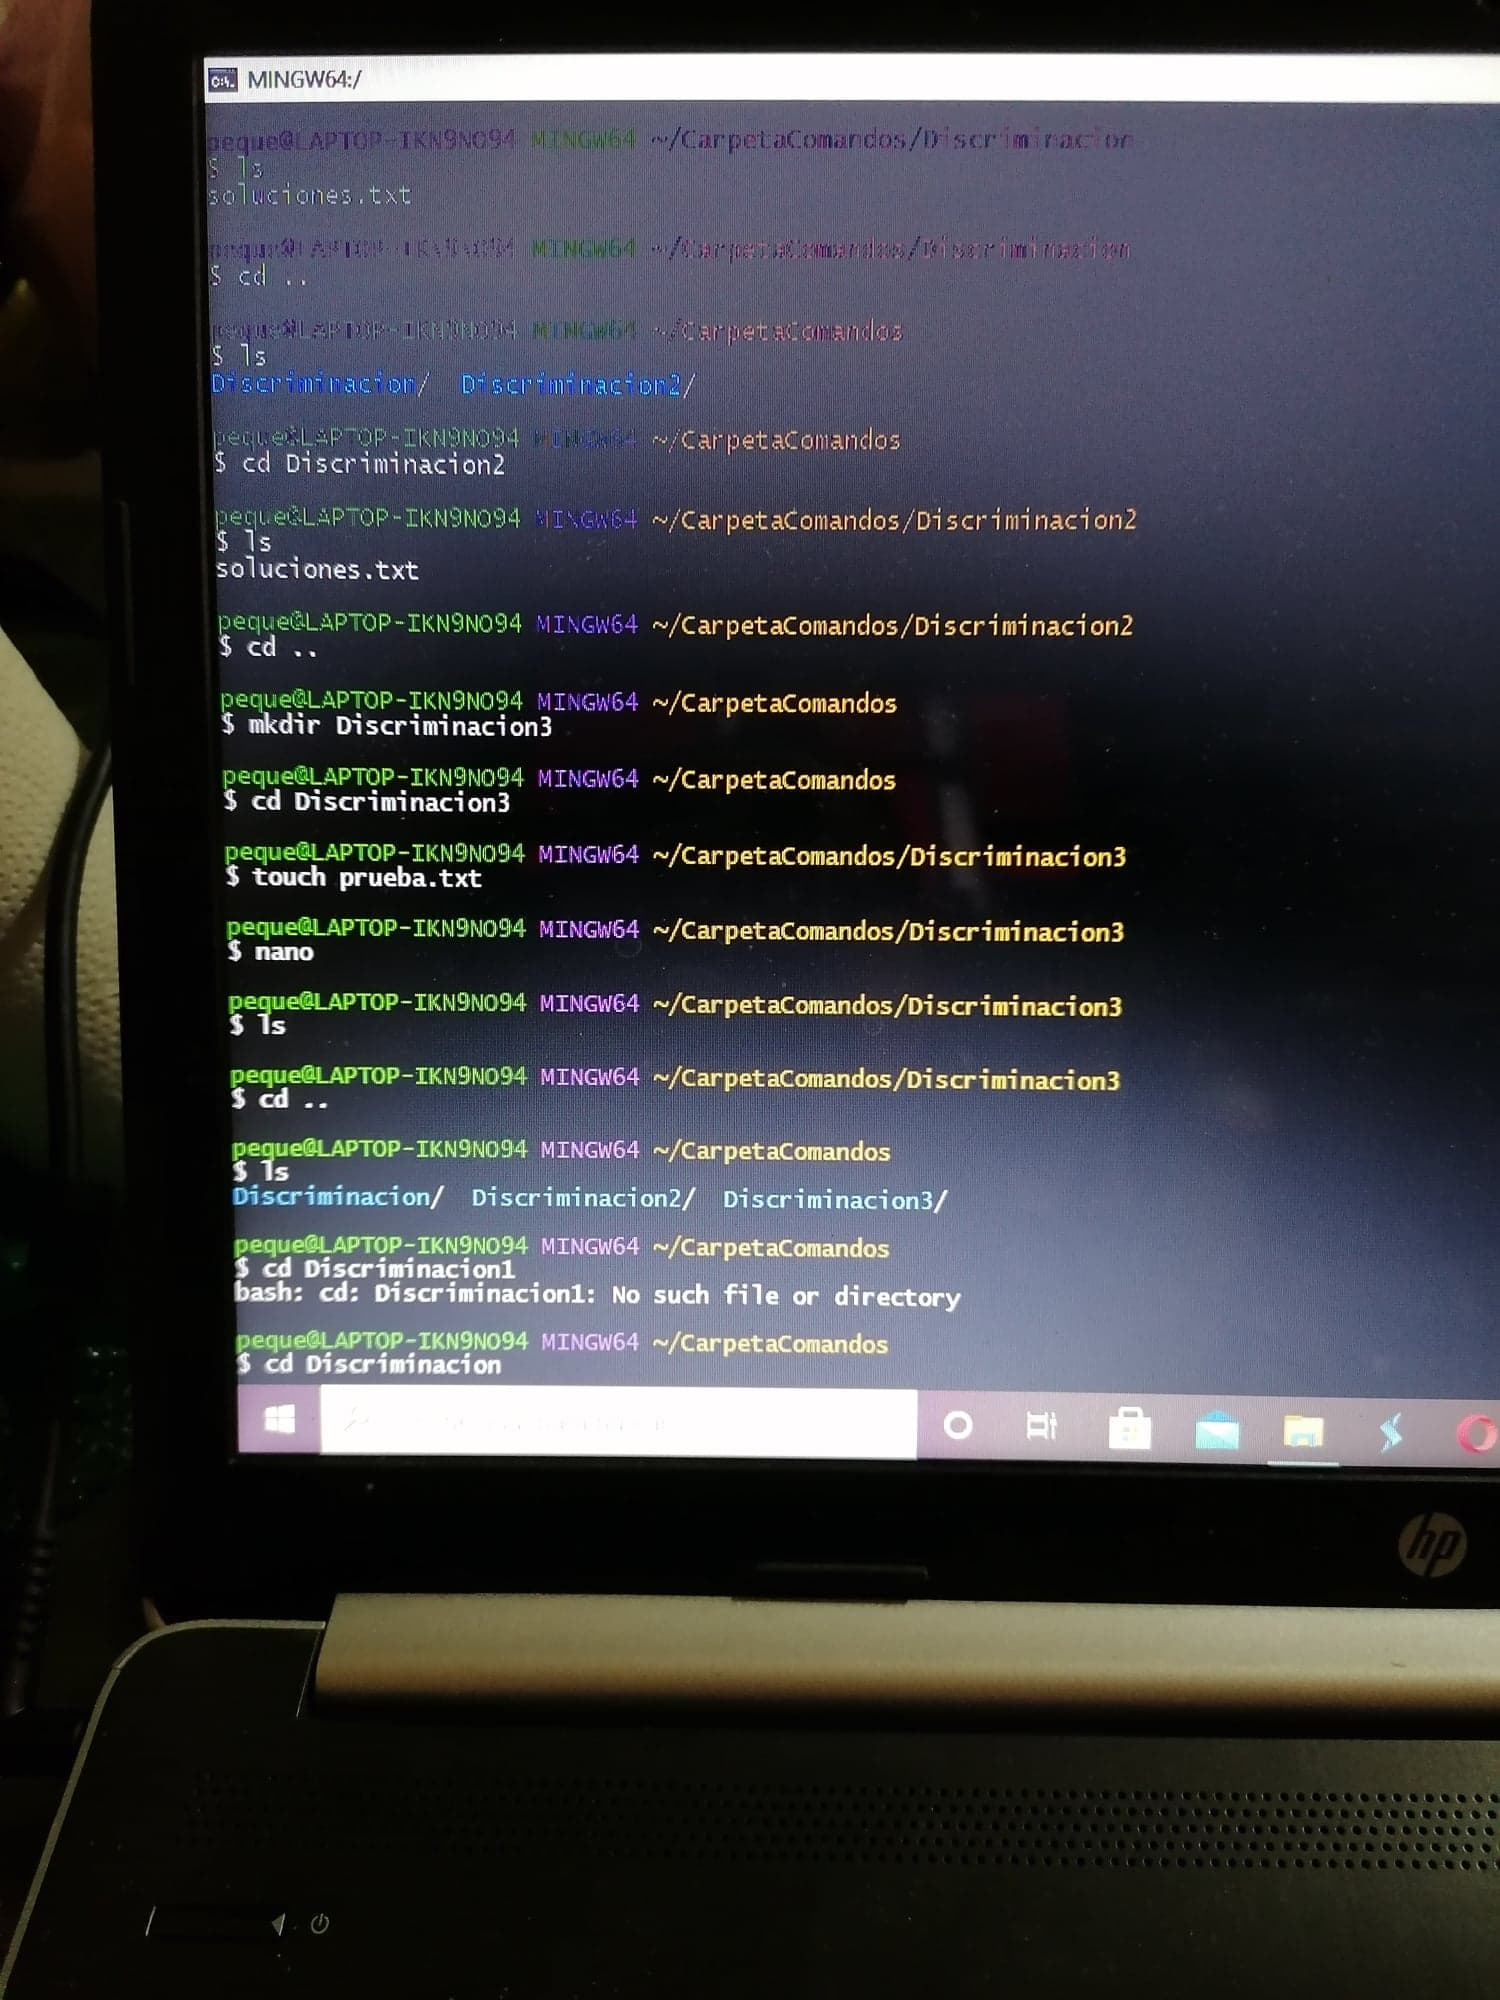 MINGW64:/
peque@LAPTOP-IKN9NO94 MINGW64 ~/CarpetaComandos/Discriminacion
$ ls
soluciones.txt
peque@LAPTOP-IKN9NO94 MINGW64 ~/CarpetaComandos/Discriminacion
$ cd ..
peque@LAPTOP-IKN9NO94 MINGW64 ~/CarpetaComandos
$ ls
Discriminacion/ Discriminacion2/
peque@LAPTOP-IKN9NO94 MINGW64 ~/CarpetaComandos
$ cd Discriminacion2
peque@LAPTOP-IKN9NO94 MINGW64 ~/CarpetaComandos/Discriminacion2
$ ls
soluciones.txt
peque@LAPTOP-IKN9NO94 MINGW64 ~/CarpetaComandos/Discriminacion2
$ cd ..
peque@LAPTOP-IKN9NO94 MINGW64 ~/CarpetaComandos
$ mkdir Discriminacion3
peque@LAPTOP-IKN9NO94 MINGW64 ~/CarpetaComandos
$ cd Discriminacion3
peque@LAPTOP-IKN9NO94 MINGW64 ~/CarpetaComandos/Discriminacion3
$ touch prueba.txt
peque@LAPTOP-IKN9NO94 MINGW64 ~/CarpetaComandos/Discriminacion3
$ nano
peque@LAPTOP-IKN9NO94 MINGW64 ~/CarpetaComandos/Discriminacion3
$ ls
peque@LAPTOP-IKN9NO94 MINGW64 ~/CarpetaComandos/Discriminacion3
$ cd ..
peque@LAPTOP-IKN9NO94 MINGW64 ~/CarpetaComandos
$ ls
Discriminacion/ Discriminacion2/ Discriminacion3/
peque@LAPTOP-IKN9NO94 MINGW64 ~/CarpetaComandos
$ cd Discriminacion1
bash: cd: Discriminacion1: No such file or directory
peque@LAPTOP-IKN9NO94 MINGW64 ~/CarpetaComandos
$ cd Discriminacion
hp